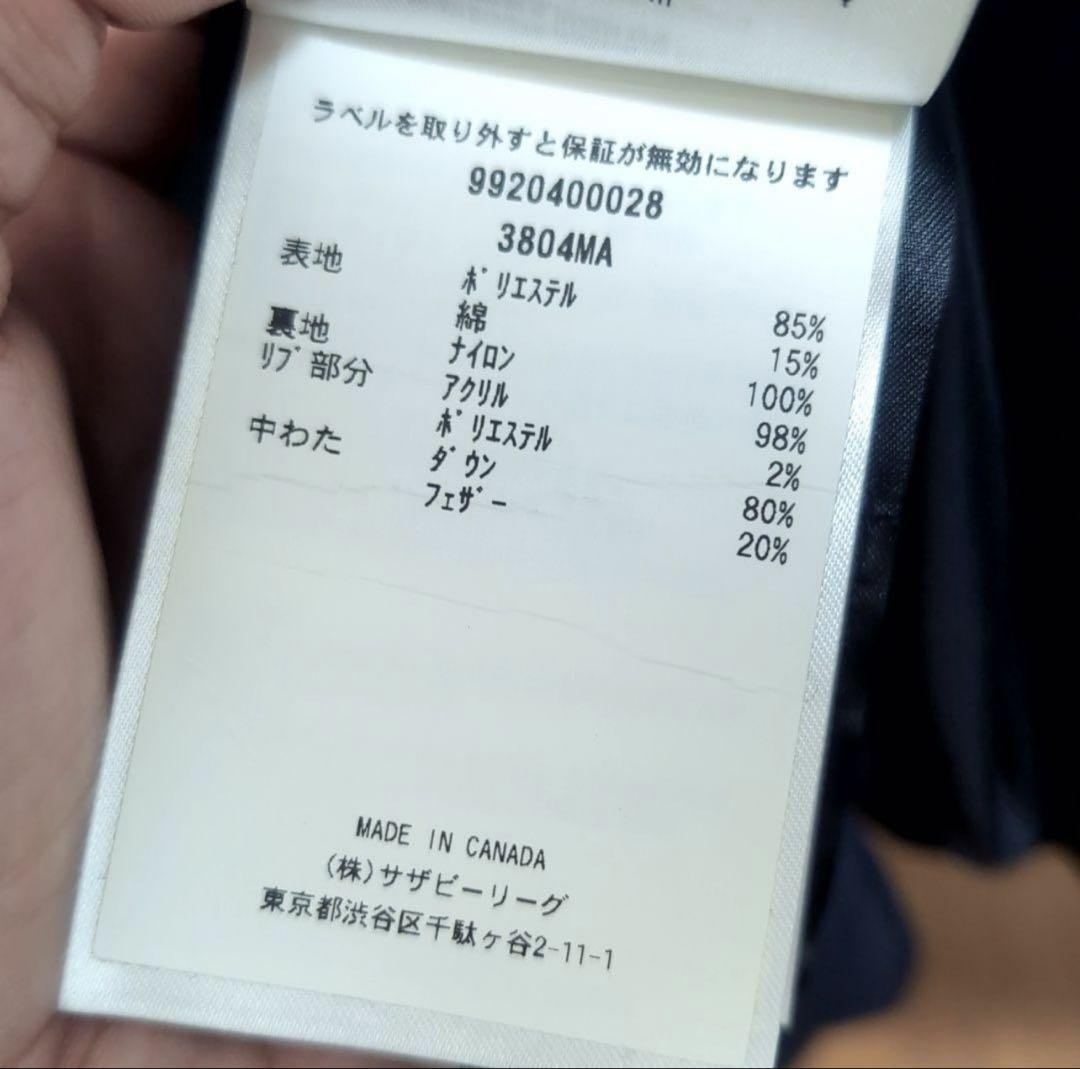 ラベルを取り外すと保証が無効になります
9920400028
3804MA
表地 ポリエステル 85%
綿 15%
裏地 ナイロン 100%
リブ部分 アクリル 98%
ポリエステル 2%
中わた ダウン 80%
フェザー 20%
MADE IN CANADA
(株)サザビーリーグ
東京都渋谷区千駄ヶ谷2-11-1